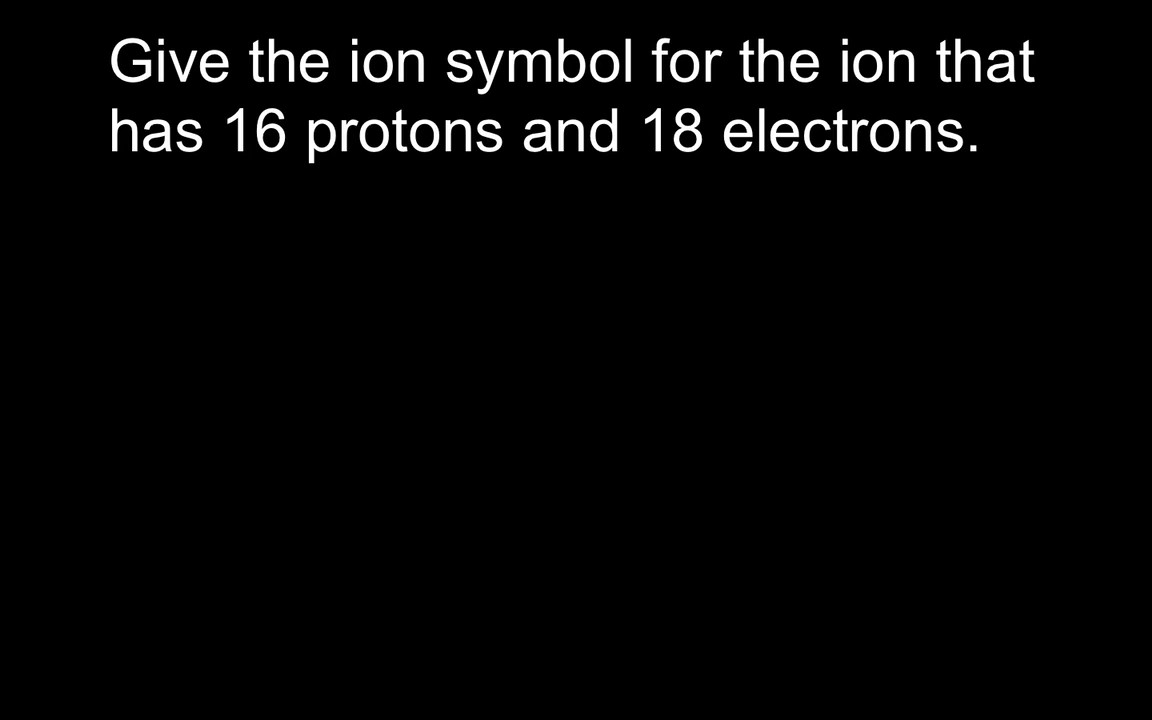 Give the ion symbol for the ion that
has 16 protons and 18 electrons.